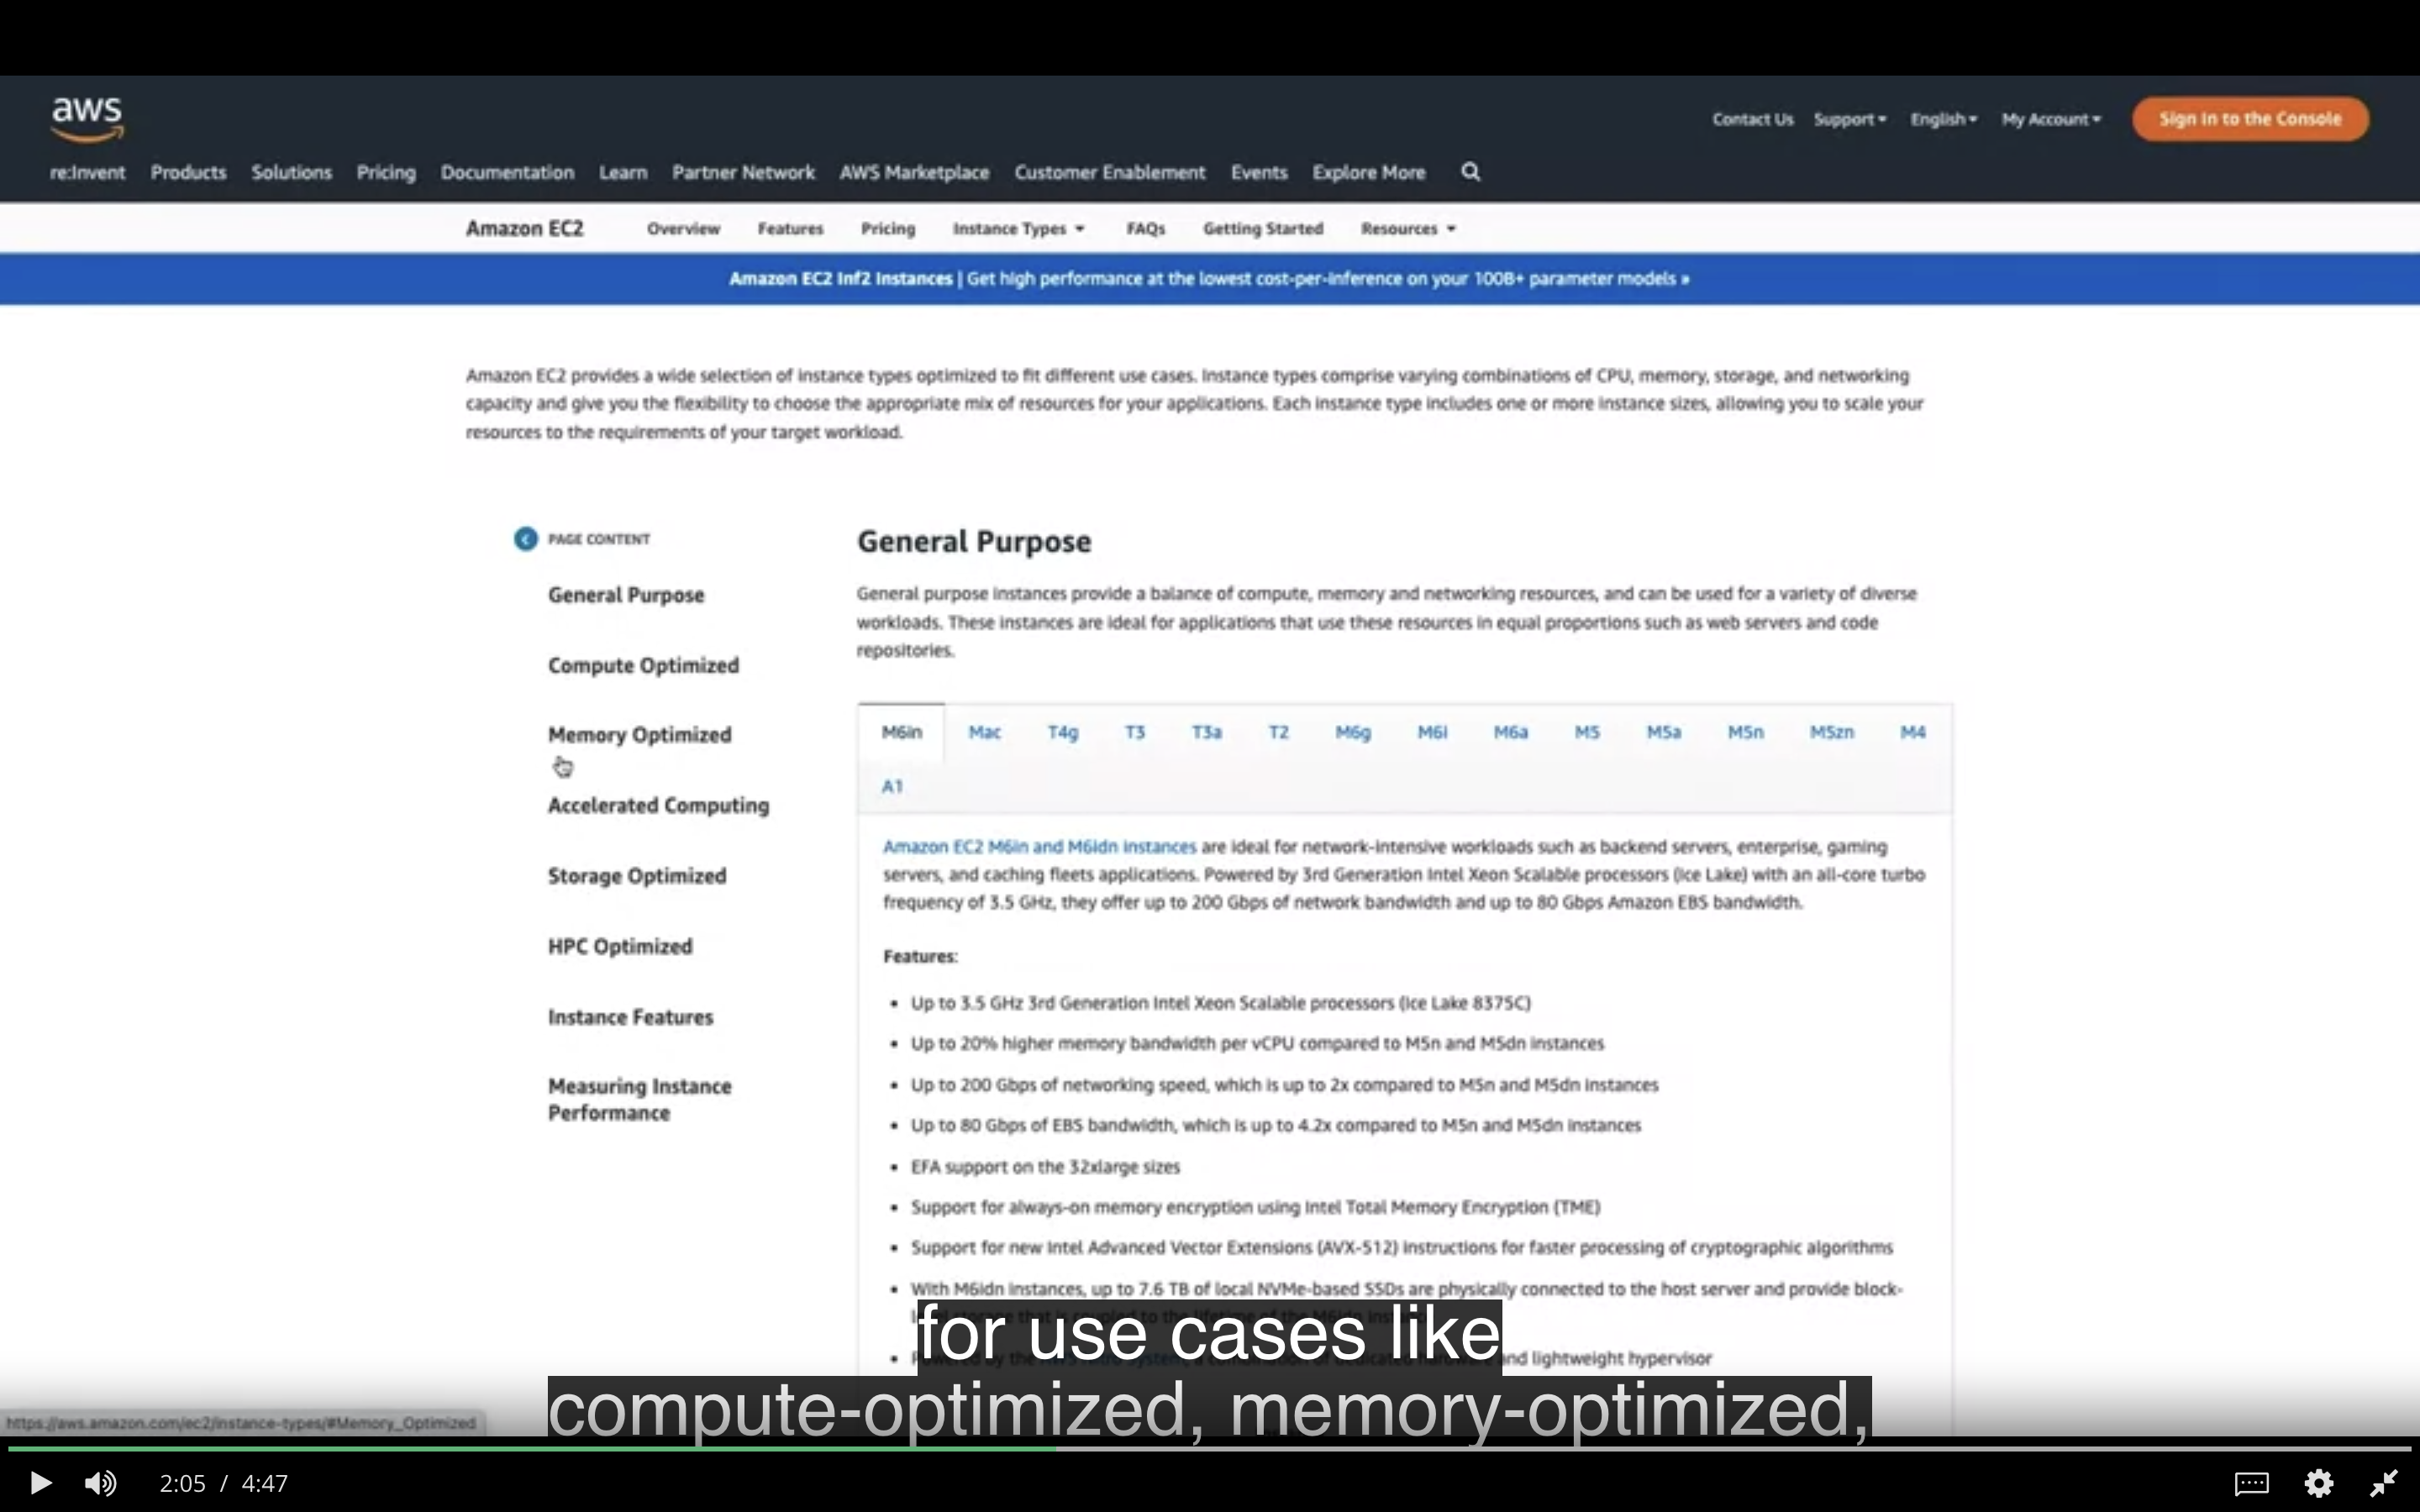 aws
Contact Us Support English My Account Sign In to the Console
re:Invent Products Solutions Pricing Documentation Learn Partner Network AWS Marketplace Customer Enablement Events Explore More
Amazon EC2 Overview Features Pricing Instance Types FAQs Getting Started Resources
Amazon EC2 Inf2 Instances | Get high performance at the lowest cost-per-inference on your 100B+ parameter models »
Amazon EC2 provides a wide selection of instance types optimized to fit different use cases. Instance types comprise varying combinations of CPU, memory, storage, and networking
capacity and give you the flexibility to choose the appropriate mix of resources for your applications. Each instance type includes one or more instance sizes, allowing you to scale your
resources to the requirements of your target workload.
PAGE CONTENT
General Purpose
Compute Optimized
Memory Optimized
Accelerated Computing
Storage Optimized
HPC Optimized
Instance Features
Measuring Instance
Performance
General Purpose
General purpose instances provide a balance of compute, memory and networking resources, and can be used for a variety of diverse
workloads. These instances are ideal for applications that use these resources in equal proportions such as web servers and code
repositories.
M6in Mac T4g T3 T3a T2 M6g M6i M6a M5 M5a M5n M5zn M4
A1
Amazon EC2 M6in and M6idn instances are ideal for network-intensive workloads such as backend servers, enterprise, gaming
servers, and caching fleets applications. Powered by 3rd Generation Intel Xeon Scalable processors (Ice Lake) with an all-core turbo
frequency of 3.5 GHz, they offer up to 200 Gbps of network bandwidth and up to 80 Gbps Amazon EBS bandwidth.
Features:
• Up to 3.5 GHz 3rd Generation Intel Xeon Scalable processors (Ice Lake 8375C)
• Up to 20% higher memory bandwidth per vCPU compared to M5n and M5dn instances
• Up to 200 Gbps of networking speed, which is up to 2x compared to M5n and M5dn instances
• Up to 80 Gbps of EBS bandwidth, which is up to 4.2x compared to M5n and M5dn instances
• EFA support on the 32xlarge sizes
• Support for always-on memory encryption using Intel Total Memory Encryption (TME)
• Support for new Intel Advanced Vector Extensions (AVX-512) instructions for faster processing of cryptographic algorithms
• With M6idn instances, up to 7.6 TB of local NVMe-based SSDs are physically connected to the host server and provide block-
• and lightweight hypervisor
for use cases like
compute-optimized, memory-optimized,
https://aws.amazon.com/ec2/instance-types/#Memory_Optimized
2:05 / 4:47